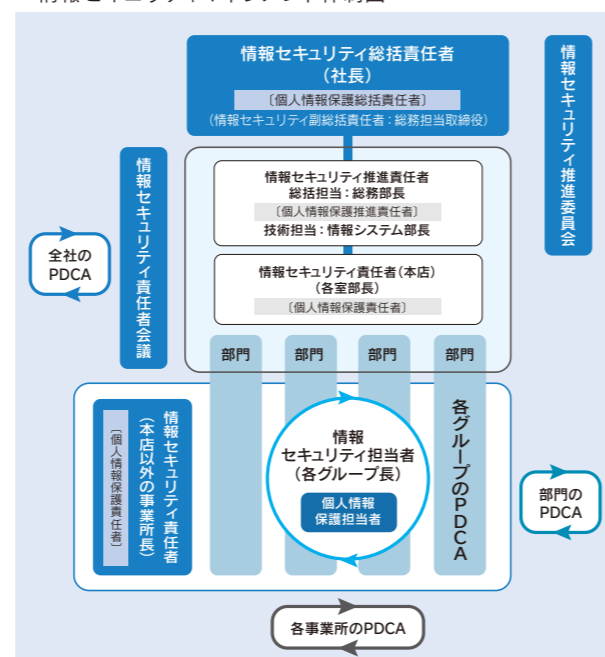 情報セキュリティ総括責任者
（社長）
〔個人情報保護総括責任者〕
（情報セキュリティ副総括責任者：総務担当取締役）
情報セキュリティ推進委員会
情報セキュリティ責任者会議
情報セキュリティ推進責任者
総括担当：総務部長
〔個人情報保護推進責任者〕
技術担当：情報システム部長
全社の
PDCA
情報セキュリティ責任者（本店）
（各室部長）
〔個人情報保護責任者〕
部門
部門
部門
部門
情報セキュリティ責任者
（本店以外の事業所長）
〔個人情報保護責任者〕
情報
セキュリティ担当者
（各グループ長）
個人情報
保護担当者
各グループのPDCA
部門の
PDCA
各事業所のPDCA